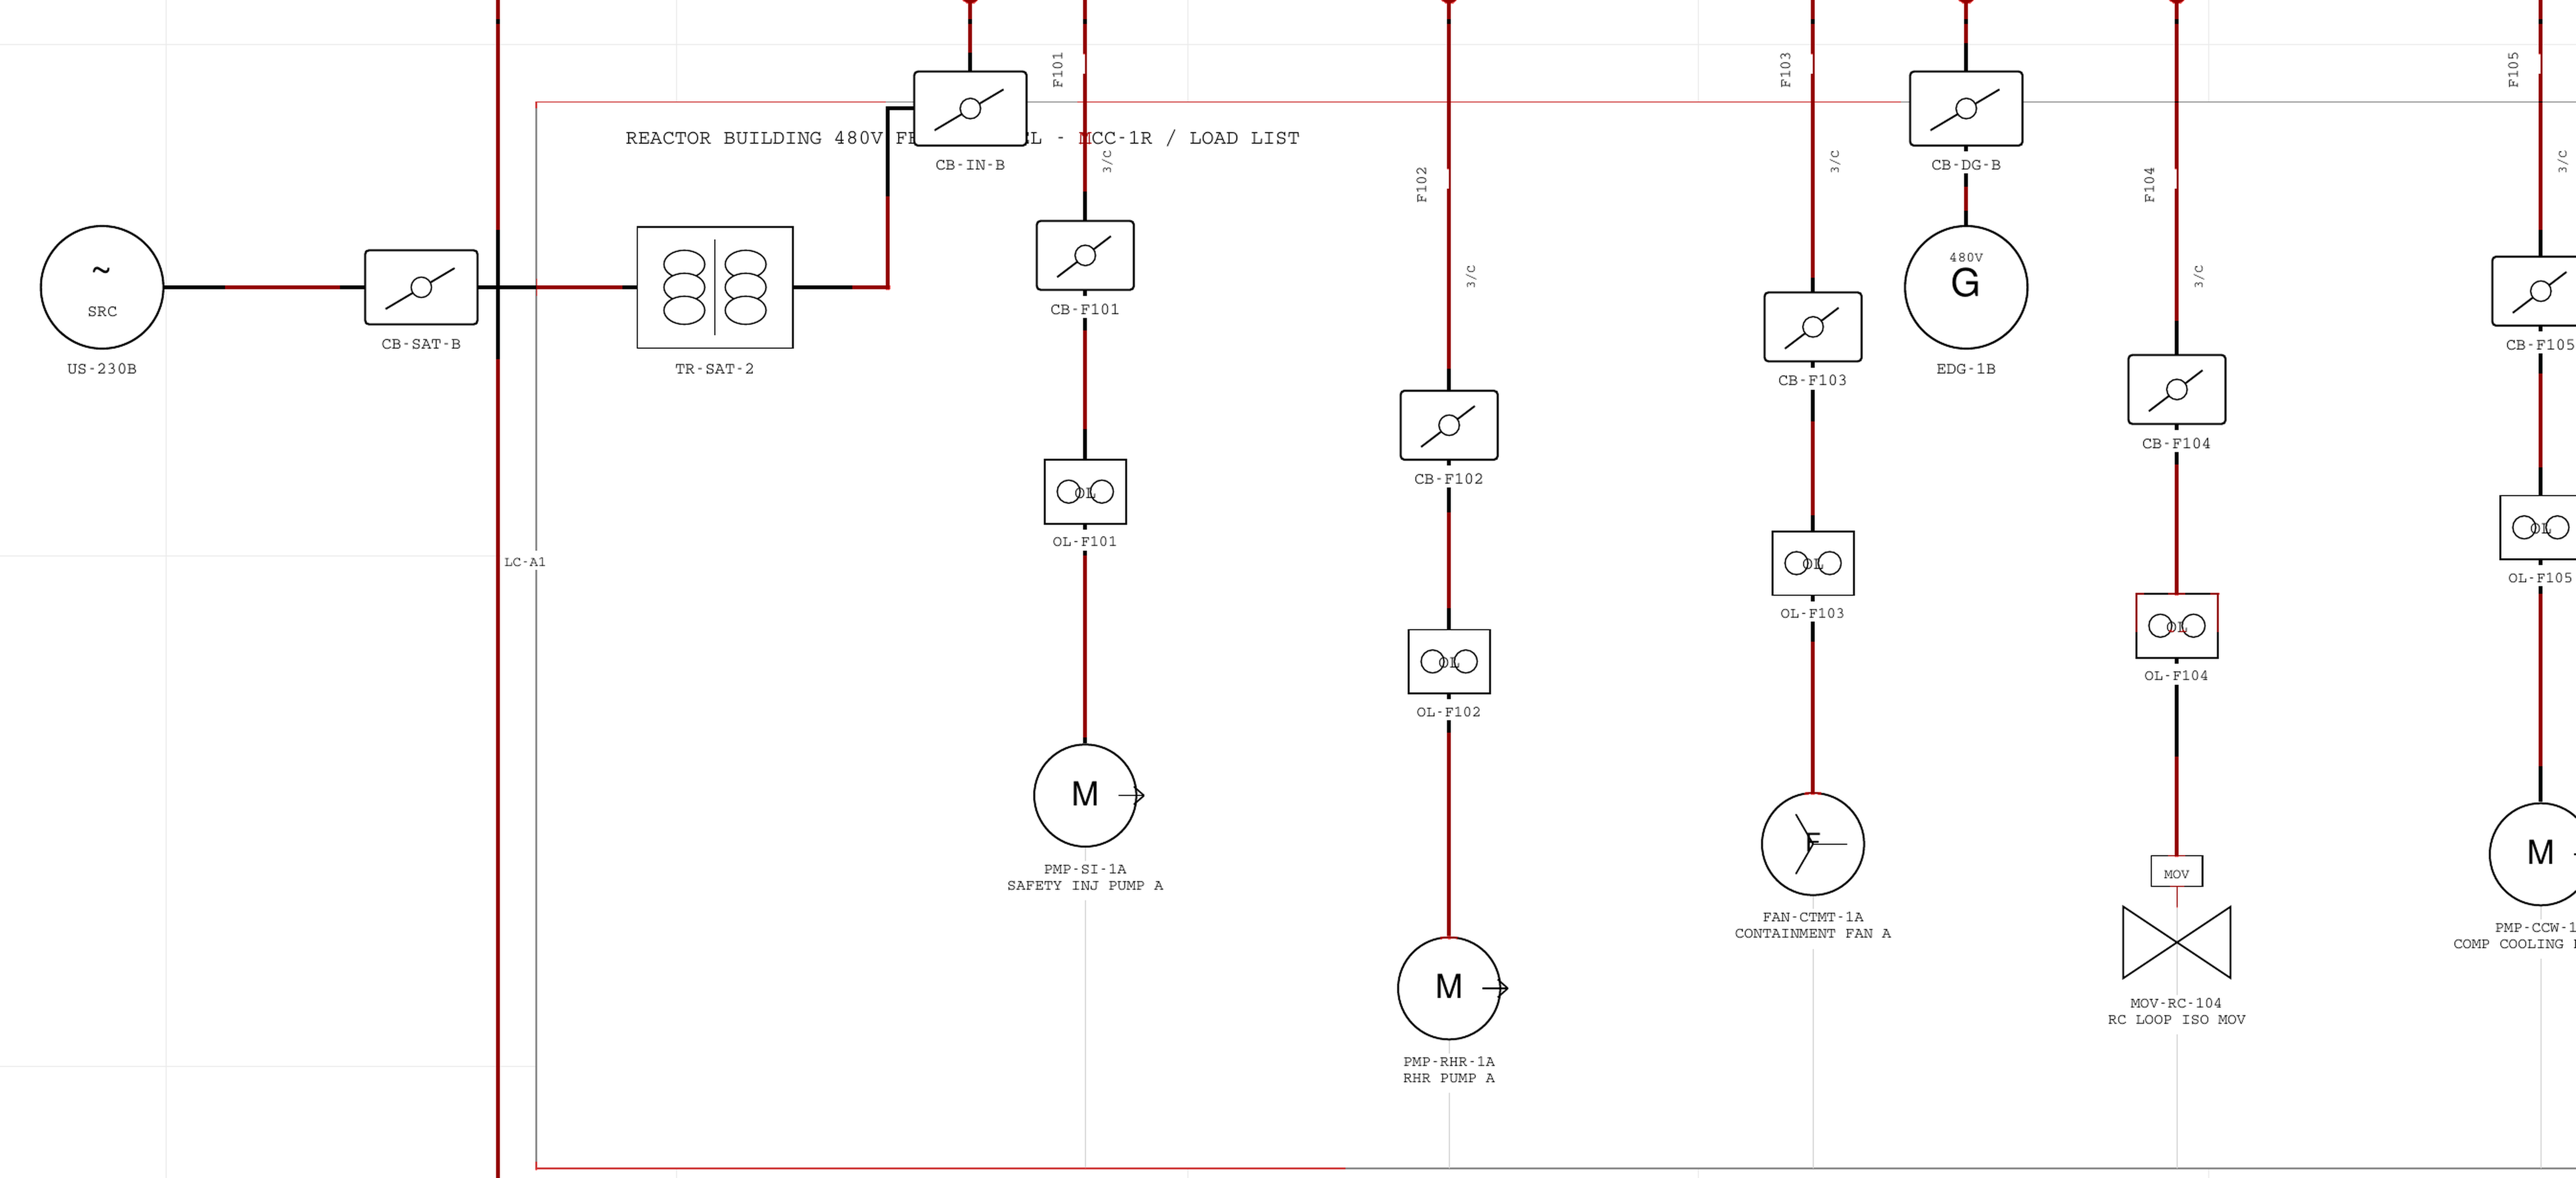 F101
F103
F105
REACTOR BUILDING 480V - MCC-1R / LOAD LIST
CB-IN-B
3/C
3/C
CB-DG-B
3/C
F102
F104
~
SRC
US-230B
CB-SAT-B
TR-SAT-2
CB-F101
3/C
480V
G
EDG-1B
3/C
CB-F103
CB-F105
CB-F104
CB-F102
OL
OL-F101
LC-A1
OL
OL-F103
OL
OL-F105
OL
OL-F104
OL
OL-F102
M
PMP-SI-1A
SAFETY INJ PUMP A
F
FAN-CTMT-1A
CONTAINMENT FAN A
MOV
MOV-RC-104
RC LOOP ISO MOV
M
PMP-CCW-1
COMP COOLING
M
PMP-RHR-1A
RHR PUMP A